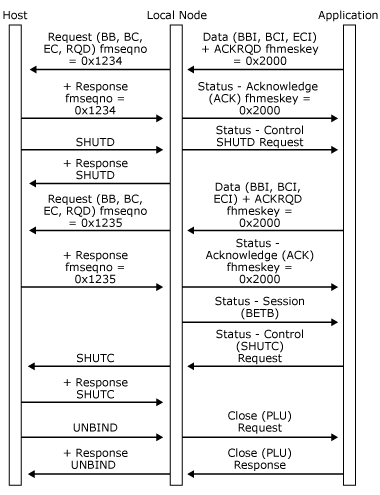 Host
Local Node
Application
Request (BB, BC,
EC, RQD) fmseqno
= 0x1234
Data (BBI, BCI, ECI)
+ ACKRQD fhmeskey
= 0x2000
+ Response
fmseqno =
0x1234
Status - Acknowledge
(ACK) fhmeskey =
0x2000
SHUTD
Status - Control
SHUTD Request
+ Response
SHUTD
Request (BB, BC,
EC, RQD) fmseqno
= 0x1235
Data (BBI, BCI,
ECI) + ACKRQD
fhmeskey
= 0x2000
+ Response
fmseqno =
0x1235
Status -
Acknowledge (ACK)
fhmeskey =
0x2000
Status - Session
(BETB)
Status - Control
(SHUTC)
Request
SHUTC
+ Response
SHUTC
UNBIND
Close (PLU)
Request
+ Response
UNBIND
Close (PLU)
Response